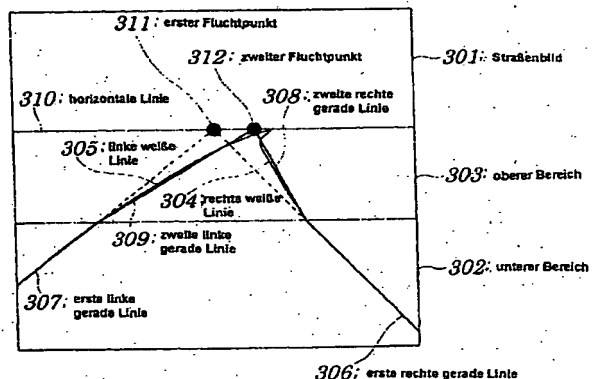 311: erster Fluchtpunkt
312: zweiter Fluchtpunkt
301: Straßenbild
310: horizontale Linie
308: zweite rechte
gerade Linie
305: linke weiße
Linie
303: oberer Bereich
304: rechts weiße
Linie
309: zweite linke
gerade Linie
302: unterer Bereich
307: erste linke
gerade Linie
306: erste rechte gerade Linie